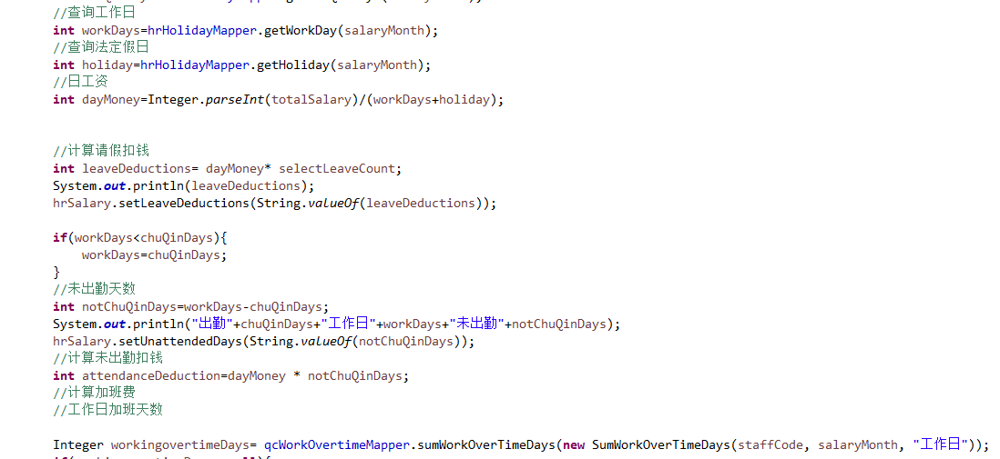 //查询工作日
int workDays=hrHolidayMapper.getWorkDay(salaryMonth);
//查询法定假日
int holiday=hrHolidayMapper.getHoliday(salaryMonth);
//日工资
int dayMoney=Integer.parseInt(totalSalary)/(workDays+holiday);
//计算请假扣钱
int leaveDeductions= dayMoney* selectLeaveCount;
System.out.println(leaveDeductions);
hrSalary.setLeaveDeductions(String.valueOf(leaveDeductions));
if(workDays<chuQinDays){
workDays=chuQinDays;
}
//未出勤天数
int notChuQinDays=workDays-chuQinDays;
System.out.println("出勤"+chuQinDays+"工作日"+workDays+"未出勤"+notChuQinDays);
hrSalary.setUnattendedDays(String.valueOf(notChuQinDays));
//计算未出勤扣钱
int attendanceDeduction=dayMoney * notChuQinDays;
//计算加班费
//工作日加班天数
Integer workingovertimeDays= qcWorkOvertimeMapper.sumWorkOverTimeDays(new SumWorkOverTimeDays(staffCode, salaryMonth, "工作日"));